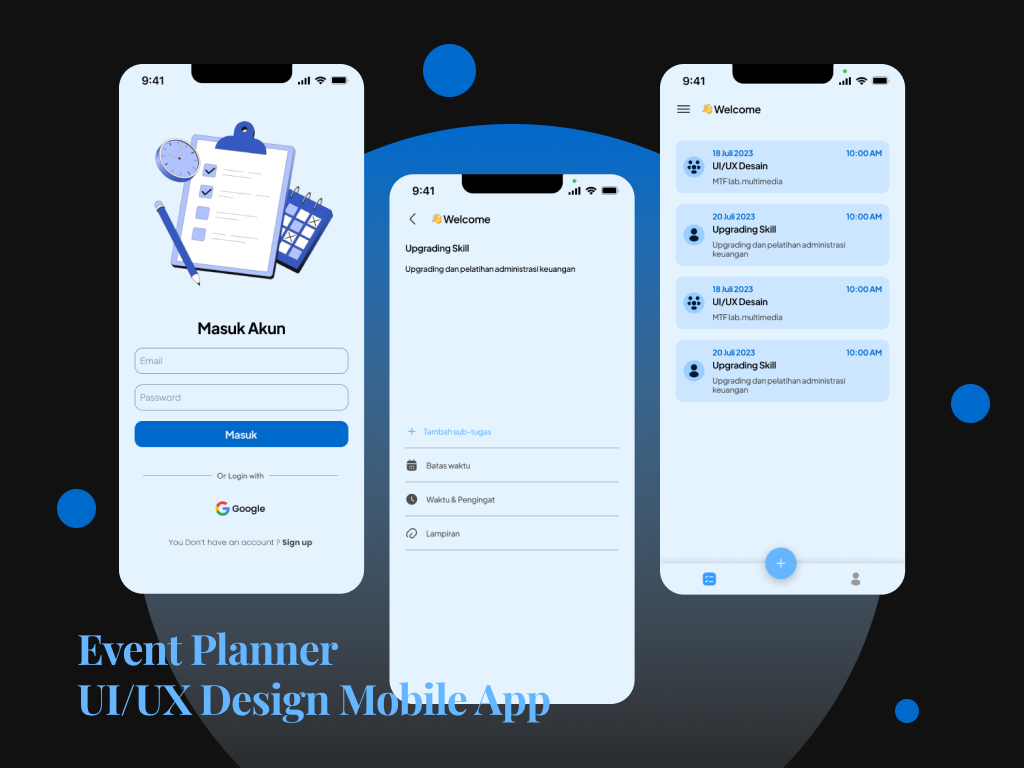 9:41
Masuk Akun
Email
Password
Masuk
Or Login with
Google
You Don't have an account ? Sign up
9:41
👋Welcome
Upgrading Skill
Upgrading dan pelatihan administrasi keuangan
+ Tambah sub-tugas
Batas waktu
Waktu & Pengingat
Lampiran
9:41
👋Welcome
18 Juli 2023 10:00 AM
UI/UX Desain
MTF lab.multimedia
20 Juli 2023 10:00 AM
Upgrading Skill
Upgrading dan pelatihan administrasi
keuangan
18 Juli 2023 10:00 AM
UI/UX Desain
MTF lab.multimedia
20 Juli 2023 10:00 AM
Upgrading Skill
Upgrading dan pelatihan administrasi
keuangan
+
Event Planner
UI/UX Design Mobile App